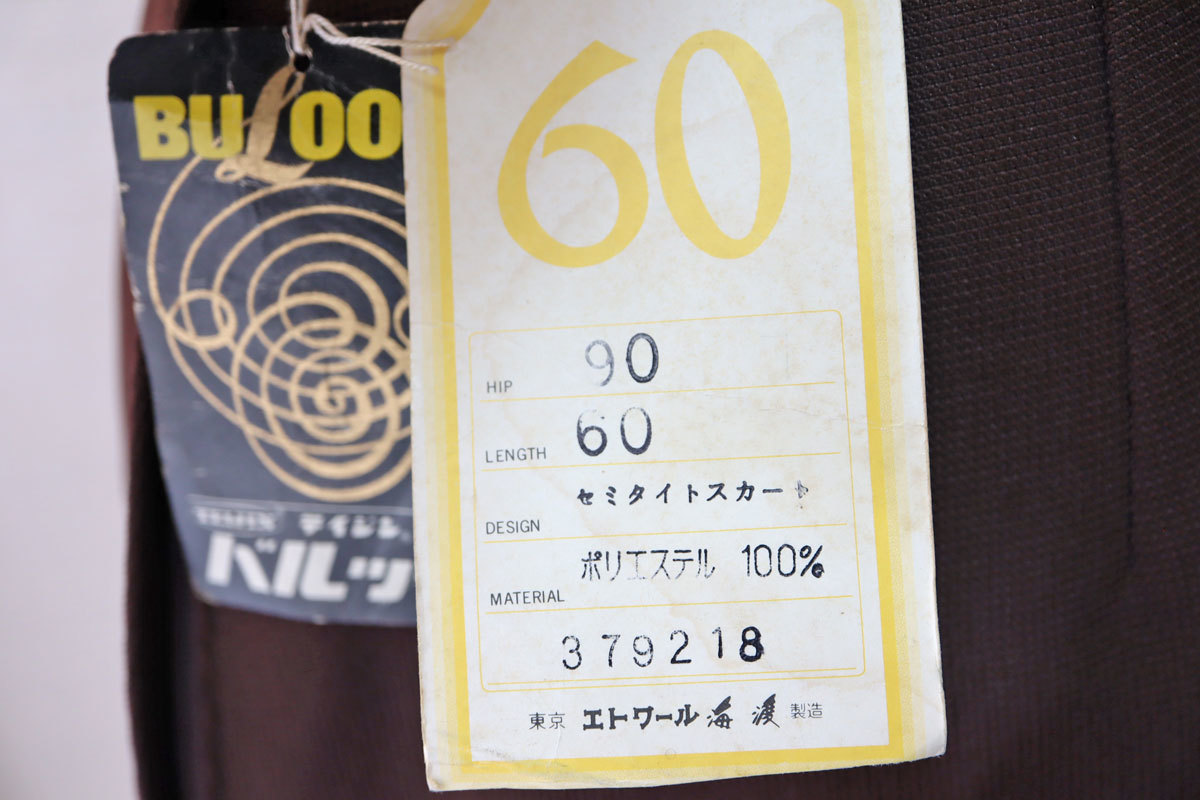 BULOO
テイジン
ベルッ
60
HIP 90
LENGTH 60
DESIGN セミタイトスカート
MATERIAL ポリエステル 100%
379218
東京 エトワール海渡 製造